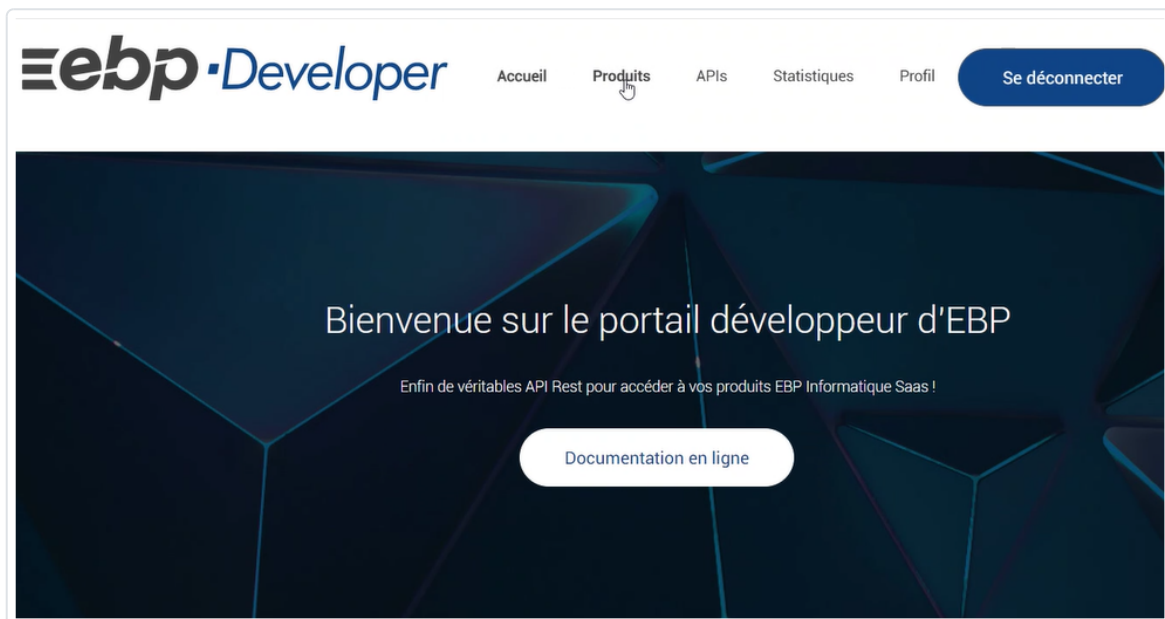 ebp·Developer
Accueil Produits APIs Statistiques Profil Se déconnecter
Bienvenue sur le portail développeur d'EBP
Enfin de véritables API Rest pour accéder à vos produits EBP Informatique Saas !
Documentation en ligne